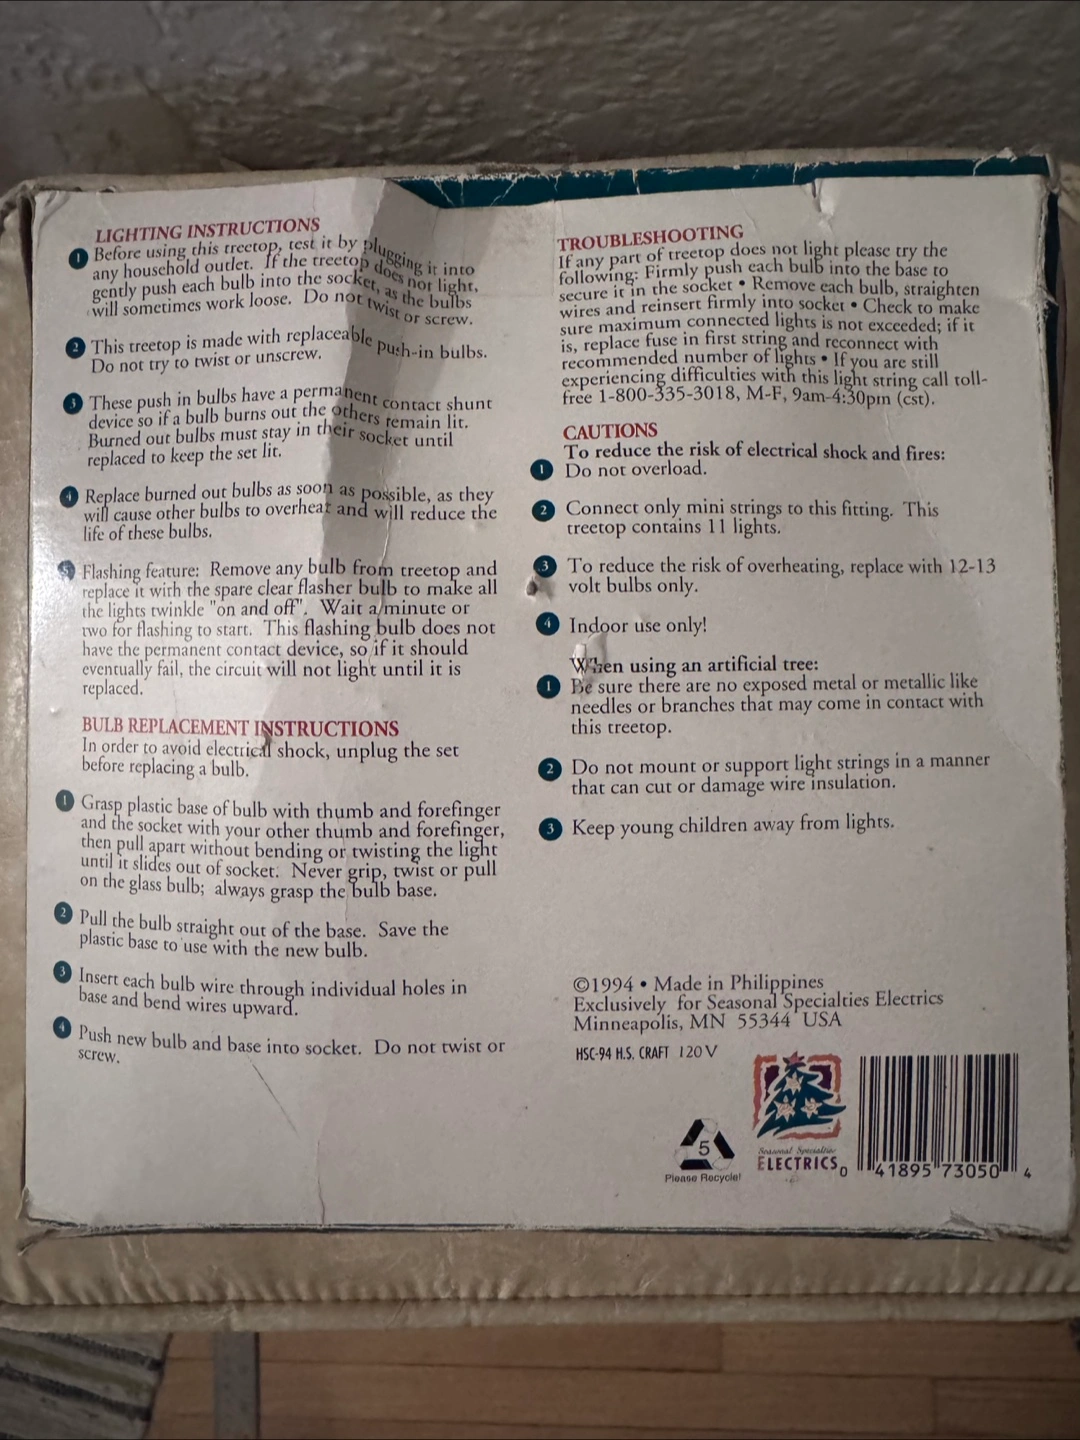 LIGHTING INSTRUCTIONS
1 Before using this treetop, test it by plugging it into
any household outlet. If the treetop does not light,
gently push each bulb into the socket, as the bulbs
will sometimes work loose. Do not twist or screw.
2 This treetop is made with replaceable push-in bulbs.
Do not try to twist or unscrew.
3 These push in bulbs have a permanent contact shunt
device so if a bulb burns out the others remain lit.
Burned out bulbs must stay in their socket until
replaced to keep the set lit.
4 Replace burned out bulbs as soon as possible, as they
will cause other bulbs to overheat and will reduce the
life of these bulbs.
5 Flashing feature: Remove any bulb from treetop and
replace it with the spare clear flasher bulb to make all
the lights twinkle "on and off". Wait a minute or
two for flashing to start. This flashing bulb does not
have the permanent contact device, so if it should
eventually fail, the circuit will not light until it is
replaced.
BULB REPLACEMENT INSTRUCTIONS
In order to avoid electrical shock, unplug the set
before replacing a bulb.
1 Grasp plastic base of bulb with thumb and forefinger
and the socket with your other thumb and forefinger,
then pull apart without bending or twisting the light
until it slides out of socket. Never grip, twist or pull
on the glass bulb; always grasp the bulb base.
2 Pull the bulb straight out of the base. Save the
plastic base to use with the new bulb.
3 Insert each bulb wire through individual holes in
base and bend wires upward.
4 Push new bulb and base into socket. Do not twist or
screw.
TROUBLESHOOTING
If any part of treetop does not light please try the
following: Firmly push each bulb into the base to
secure it in the socket • Remove each bulb, straighten
wires and reinsert firmly into socket • Check to make
sure maximum connected lights is not exceeded; if it
is, replace fuse in first string and reconnect with
recommended number of lights • If you are still
experiencing difficulties with this light string call toll-
free 1-800-335-3018, M-F, 9am-4:30pm (cst).
CAUTIONS
To reduce the risk of electrical shock and fires:
1 Do not overload.
2 Connect only mini strings to this fitting. This
treetop contains 11 lights.
3 To reduce the risk of overheating, replace with 12-13
volt bulbs only.
4 Indoor use only!
When using an artificial tree:
1 Be sure there are no exposed metal or metallic like
needles or branches that may come in contact with
this treetop.
2 Do not mount or support light strings in a manner
that can cut or damage wire insulation.
3 Keep young children away from lights.
©1994 • Made in Philippines
Exclusively for Seasonal Specialties Electrics
Minneapolis, MN 55344 USA
HSC-94 H.S. CRAFT 120 V
5
Please Recycle!
Seasonal Specialties
ELECTRICS
0 41895 73050 4